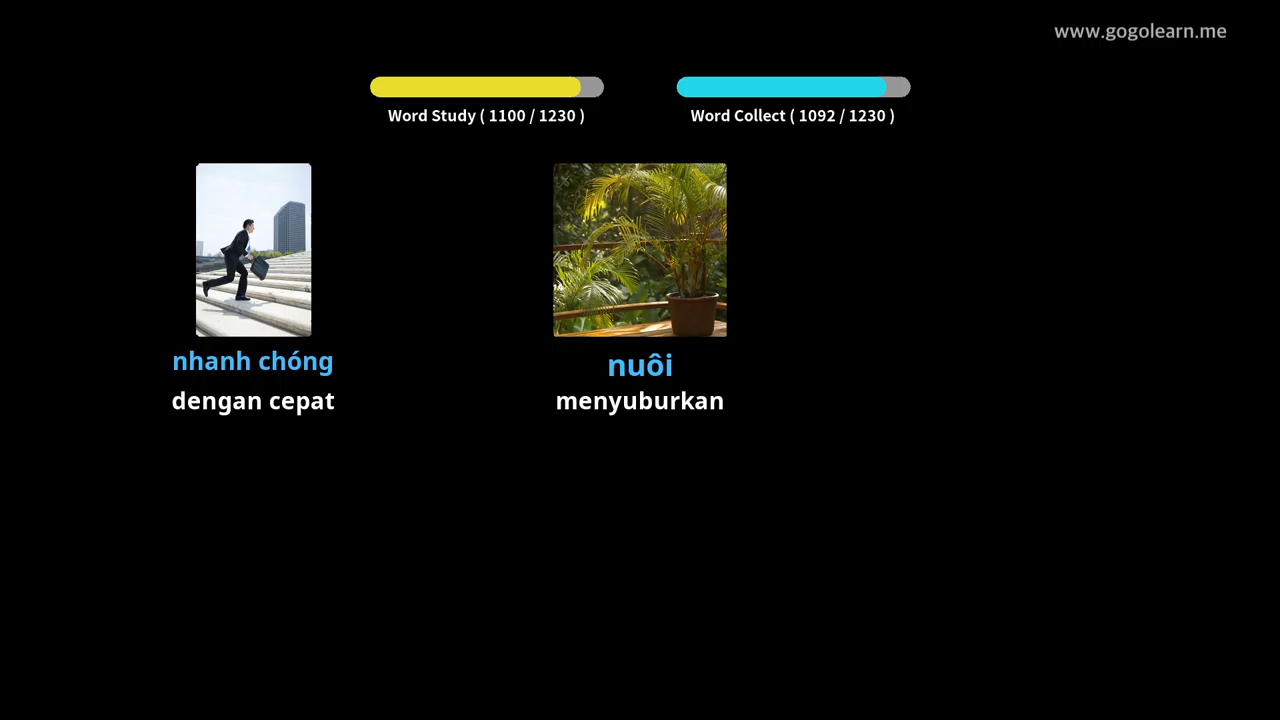 www.gogolearn.me
Word Study ( 1100 / 1230 )
Word Collect ( 1092 / 1230 )
nhanh chóng
dengan cepat
nuôi
menyuburkan